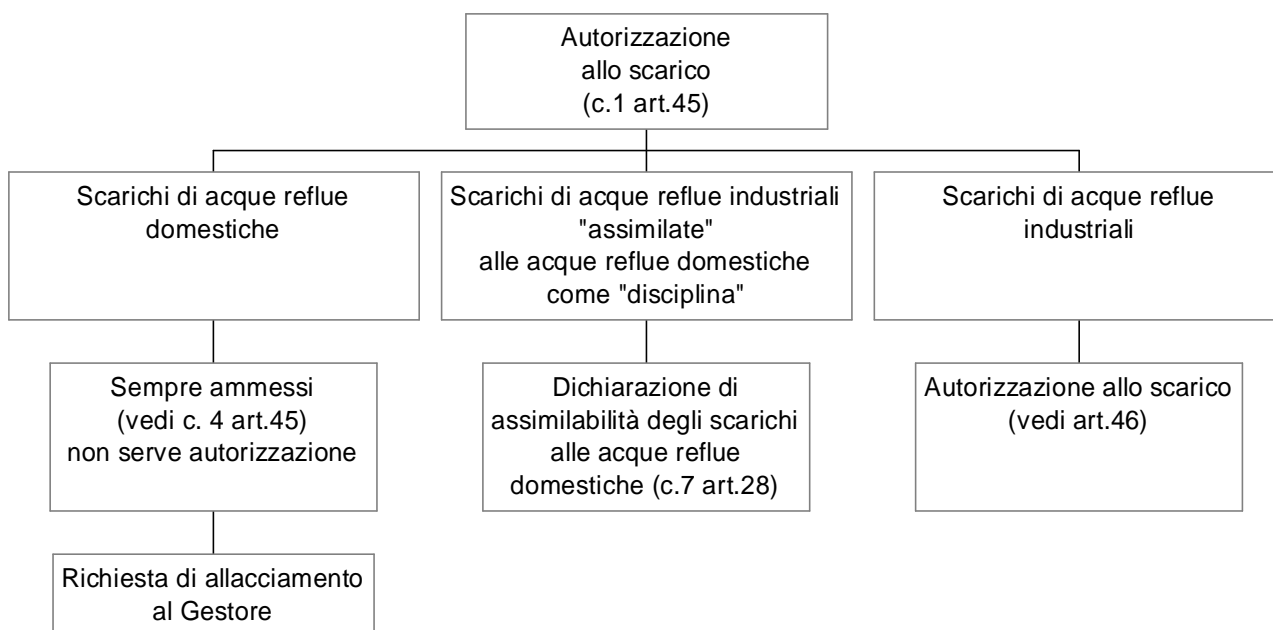 Autorizzazione
allo scarico
(c.1 art.45)
Scarichi di acque reflue
domestiche
Scarichi di acque reflue industriali
"assimilate"
alle acque reflue domestiche
come "disciplina"
Scarichi di acque reflue
industriali
Sempre ammessi
(vedi c. 4 art.45)
non serve autorizzazione
Dichiarazione di
assimilabilità degli scarichi
alle acque reflue
domestiche (c.7 art.28)
Autorizzazione allo scarico
(vedi art.46)
Richiesta di allacciamento
al Gestore